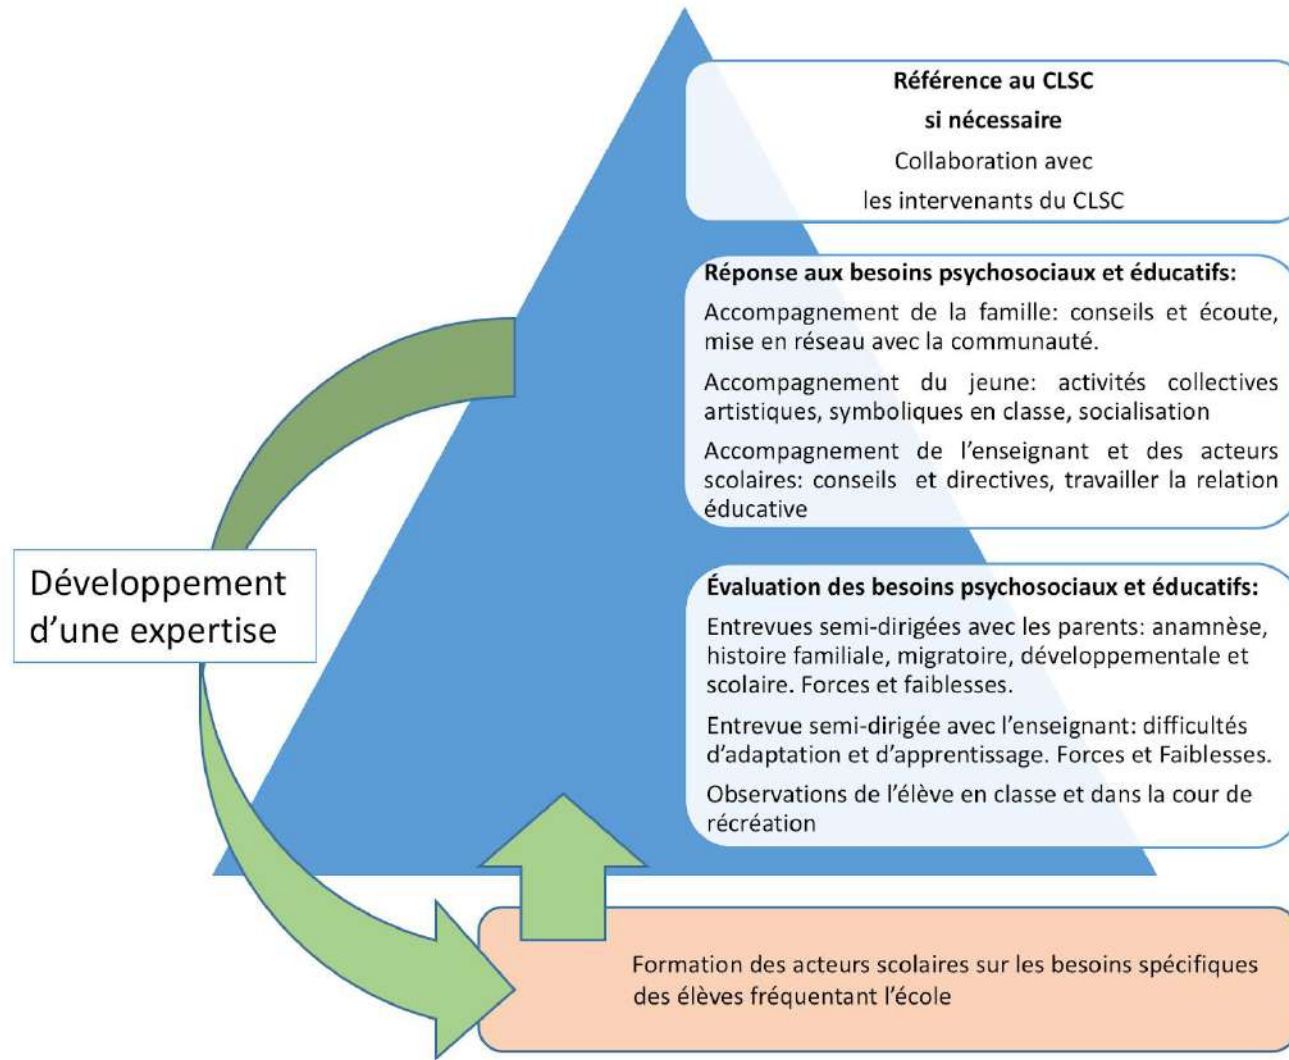 Référence au CLSC
si nécessaire
Collaboration avec
les intervenants du CLSC
Réponse aux besoins psychosociaux et éducatifs:
Accompagnement de la famille: conseils et écoute,
mise en réseau avec la communauté.
Accompagnement du jeune: activités collectives
artistiques, symboliques en classe, socialisation
Accompagnement de l'enseignant et des acteurs
scolaires: conseils et directives, travailler la relation
éducative
Développement
d'une expertise
Évaluation des besoins psychosociaux et éducatifs:
Entrevues semi-dirigées avec les parents: anamnèse,
histoire familiale, migratoire, développementale et
scolaire. Forces et faiblesses.
Entrevue semi-dirigée avec l'enseignant: difficultés
d'adaptation et d'apprentissage. Forces et Faiblesses.
Observations de l'élève en classe et dans la cour de
récréation
Formation des acteurs scolaires sur les besoins spécifiques
des élèves fréquentant l'école